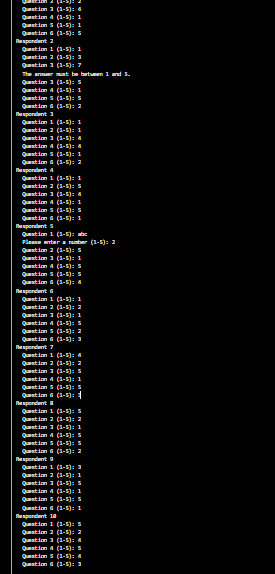 Question 2 (1-5): 2
Question 3 (1-5): 4
Question 4 (1-5): 1
Question 5 (1-5): 1
Question 6 (1-5): 5
Respondent 2
Question 1 (1-5): 1
Question 2 (1-5): 3
Question 3 (1-5): 7
The answer must be between 1 and 5.
Question 3 (1-5): 5
Question 4 (1-5): 1
Question 5 (1-5): 5
Question 6 (1-5): 2
Respondent 3
Question 1 (1-5): 1
Question 2 (1-5): 1
Question 3 (1-5): 4
Question 4 (1-5): 4
Question 5 (1-5): 1
Question 6 (1-5): 2
Respondent 4
Question 1 (1-5): 1
Question 2 (1-5): 5
Question 3 (1-5): 4
Question 4 (1-5): 1
Question 5 (1-5): 5
Question 6 (1-5): 1
Respondent 5
Question 1 (1-5): abc
Please enter a number (1-5): 2
Question 2 (1-5): 5
Question 3 (1-5): 1
Question 4 (1-5): 5
Question 5 (1-5): 5
Question 6 (1-5): 4
Respondent 6
Question 1 (1-5): 1
Question 2 (1-5): 2
Question 3 (1-5): 1
Question 4 (1-5): 5
Question 5 (1-5): 2
Question 6 (1-5): 3
Respondent 7
Question 1 (1-5): 4
Question 2 (1-5): 2
Question 3 (1-5): 5
Question 4 (1-5): 1
Question 5 (1-5): 5
Question 6 (1-5): 3
Respondent 8
Question 1 (1-5): 5
Question 2 (1-5): 2
Question 3 (1-5): 1
Question 4 (1-5): 5
Question 5 (1-5): 5
Question 6 (1-5): 2
Respondent 9
Question 1 (1-5): 3
Question 2 (1-5): 1
Question 3 (1-5): 5
Question 4 (1-5): 1
Question 5 (1-5): 5
Question 6 (1-5): 1
Respondent 10
Question 1 (1-5): 5
Question 2 (1-5): 2
Question 3 (1-5): 4
Question 4 (1-5): 5
Question 5 (1-5): 4
Question 6 (1-5): 3